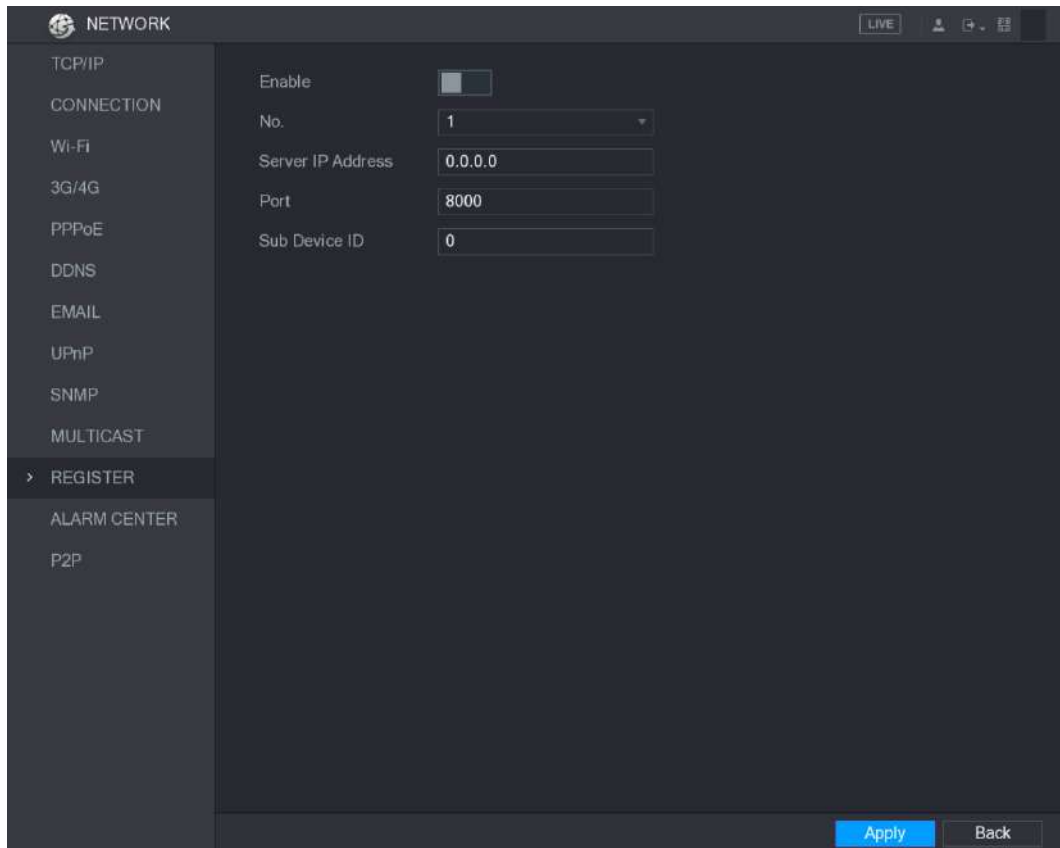 NETWORK
LIVE
TCP/IP
CONNECTION
Wi-Fi
3G/4G
PPPoE
DDNS
EMAIL
UPnP
SNMP
MULTICAST
REGISTER
ALARM CENTER
P2P
Enable
No. 1
Server IP Address 0.0.0.0
Port 8000
Sub Device ID 0
Apply Back